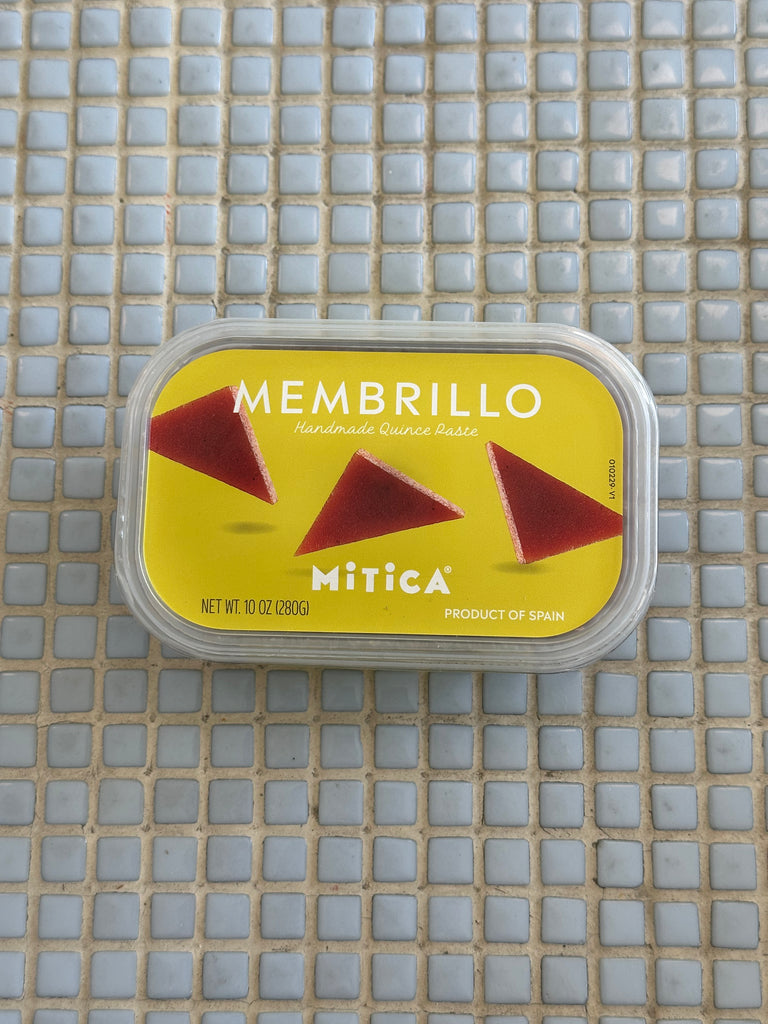 MEMBRILLO
Handmade Quince Paste
010229-V1
MiTiCA®
NET WT. 10 OZ (280G)
PRODUCT OF SPAIN